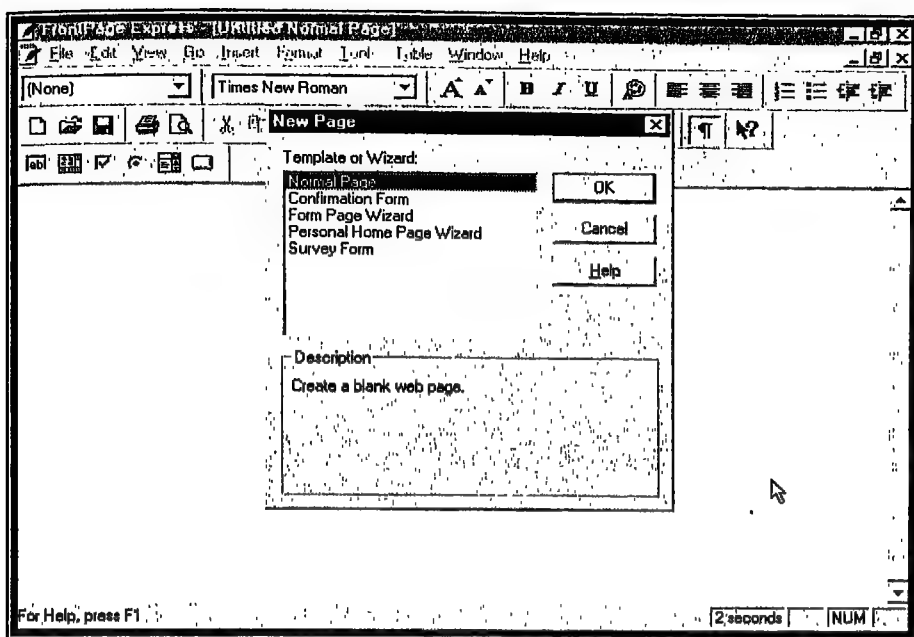 FrontPage Express - [Untitled Normal Page]
File Edit View Go Insert Format Tools Table Window Help
(None) Times New Roman A A B I U
New Page
Template or Wizard:
Normal Page
Confirmation Form
Form Page Wizard
Personal Home Page Wizard
Survey Form
OK
Cancel
Help
Description
Create a blank web page.
For Help, press F1
2 seconds NUM